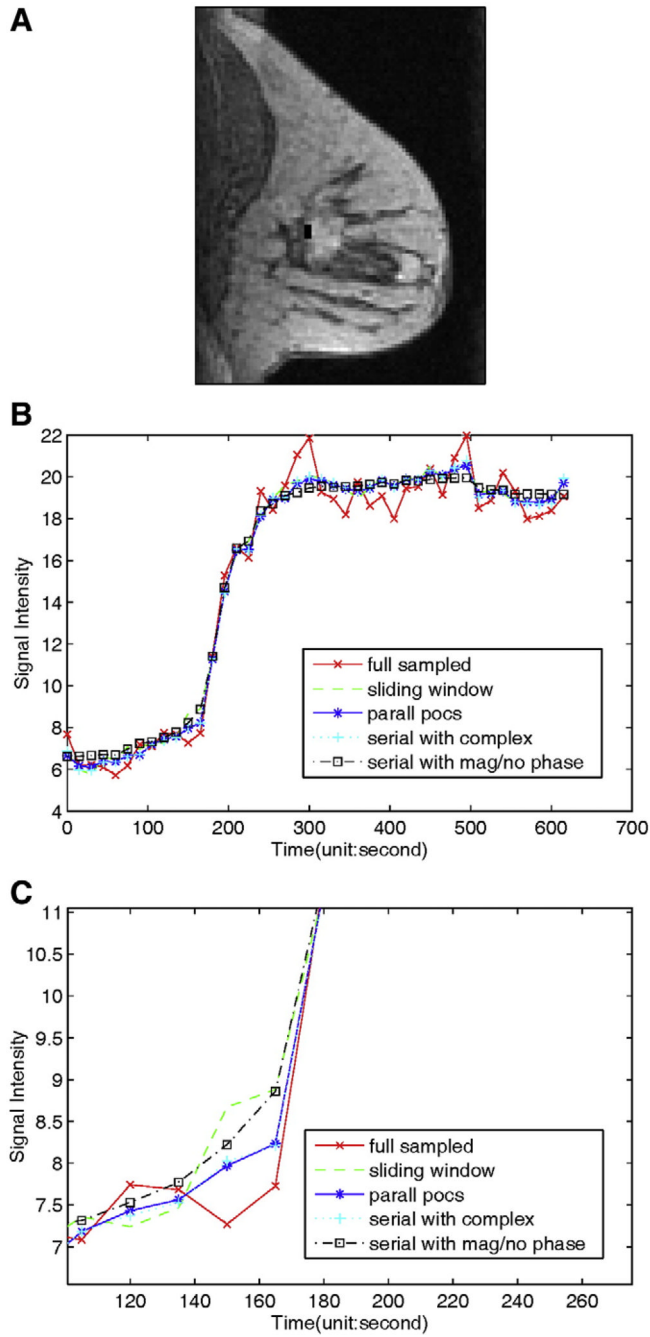 A
B
22
20
18
16
14
12
10
8
6
4
Signal Intensity
full sampled
sliding window
parall pocs
serial with complex
serial with mag/no phase
0 100 200 300 400 500 600 700
Time(unit:second)
C
11
10.5
10
9.5
9
8.5
8
7.5
7
Signal Intensity
full sampled
sliding window
parall pocs
serial with complex
serial with mag/no phase
120 140 160 180 200 220 240 260
Time(unit:second)